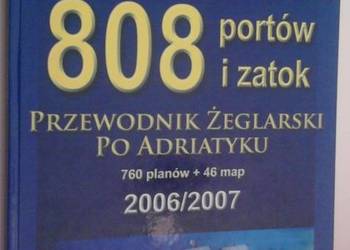 808 portów
i zatok
PRZEWODNIK ŻEGLARSKI
PO ADRIATYKU
760 planów + 46 map
2006/2007